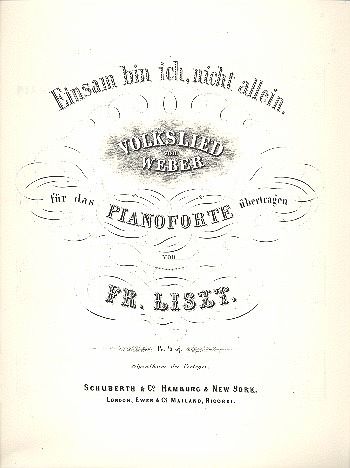 Einsam bin ich, nicht allein.
VOLKSLIED
von
WEBER
für das PIANOFORTE übertragen
von
FR. LISZT.
Eigenthum der Verleger.
SCHUBERTH & Co. HAMBURG & NEW YORK.
LONDON, EWER & Co. MAILAND, RICORDI.